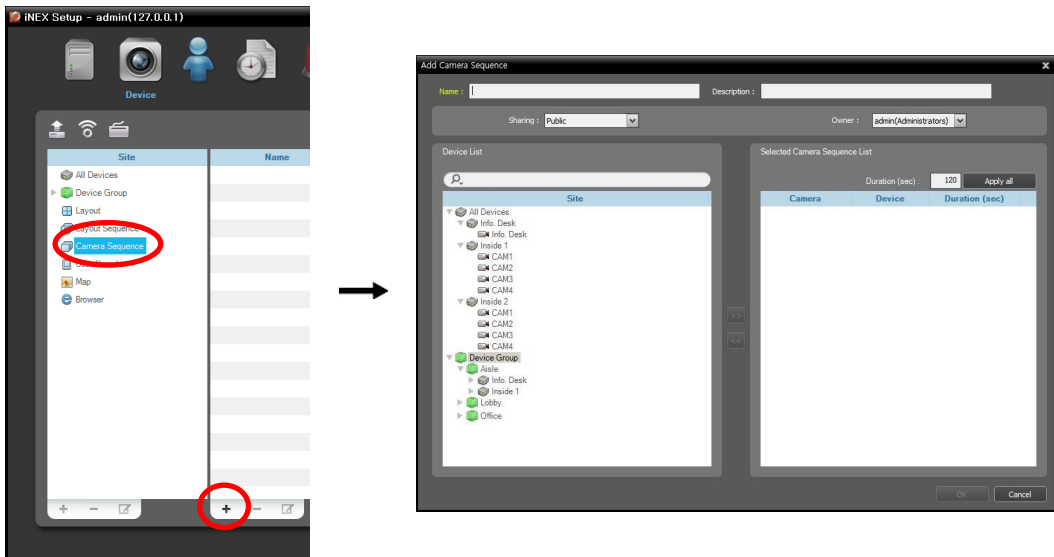 iNEX Setup - admin(127.0.0.1)
Device
Site
Name
All Devices
Device Group
Layout
Layout Sequence
Camera Sequence
Map
Browser
Add Camera Sequence
Name :
Description :
Sharing :
Public
Owner :
admin(Administrators)
Device List
Site
All Devices
Info. Desk
Info. Desk
Inside 1
CAM1
CAM2
CAM3
CAM4
Inside 2
CAM1
CAM2
CAM3
CAM4
Device Group
Aisle
Info. Desk
Inside 1
Lobby
Office
>>
<<
Selected Camera Sequence List
Duration (sec) :
120
Apply all
Camera
Device
Duration (sec)
OK
Cancel